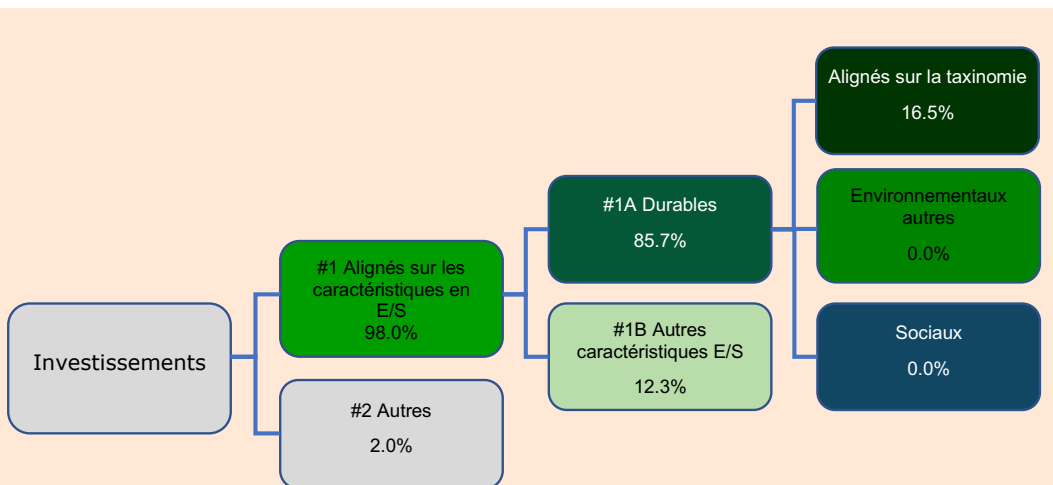 Investissements
#1 Alignés sur les
caractéristiques en
E/S
98.0%
#2 Autres
2.0%
#1A Durables
85.7%
#1B Autres
caractéristiques E/S
12.3%
Alignés sur la taxinomie
16.5%
Environnementaux
autres
0.0%
Sociaux
0.0%